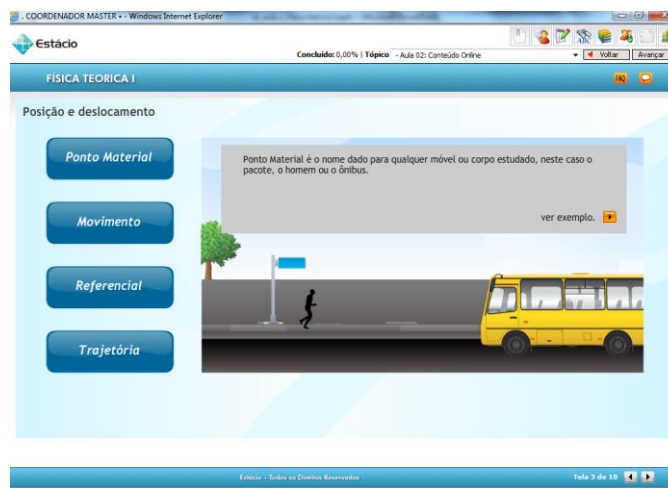 . COORDENADOR MASTER • - Windows Internet Explorer
Estácio
Concluído: 0,00% | Tópico - Aula 02: Conteúdo Online
Voltar
Avançar
FÍSICA TEORICA I
FAQ
Posição e deslocamento
Ponto Material
Movimento
Referencial
Trajetória
Ponto Material é o nome dado para qualquer móvel ou corpo estudado, neste caso o
pacote, o homem ou o ônibus.
ver exemplo.
Estácio - Todos os Direitos Reservados
Tela 3 de 18